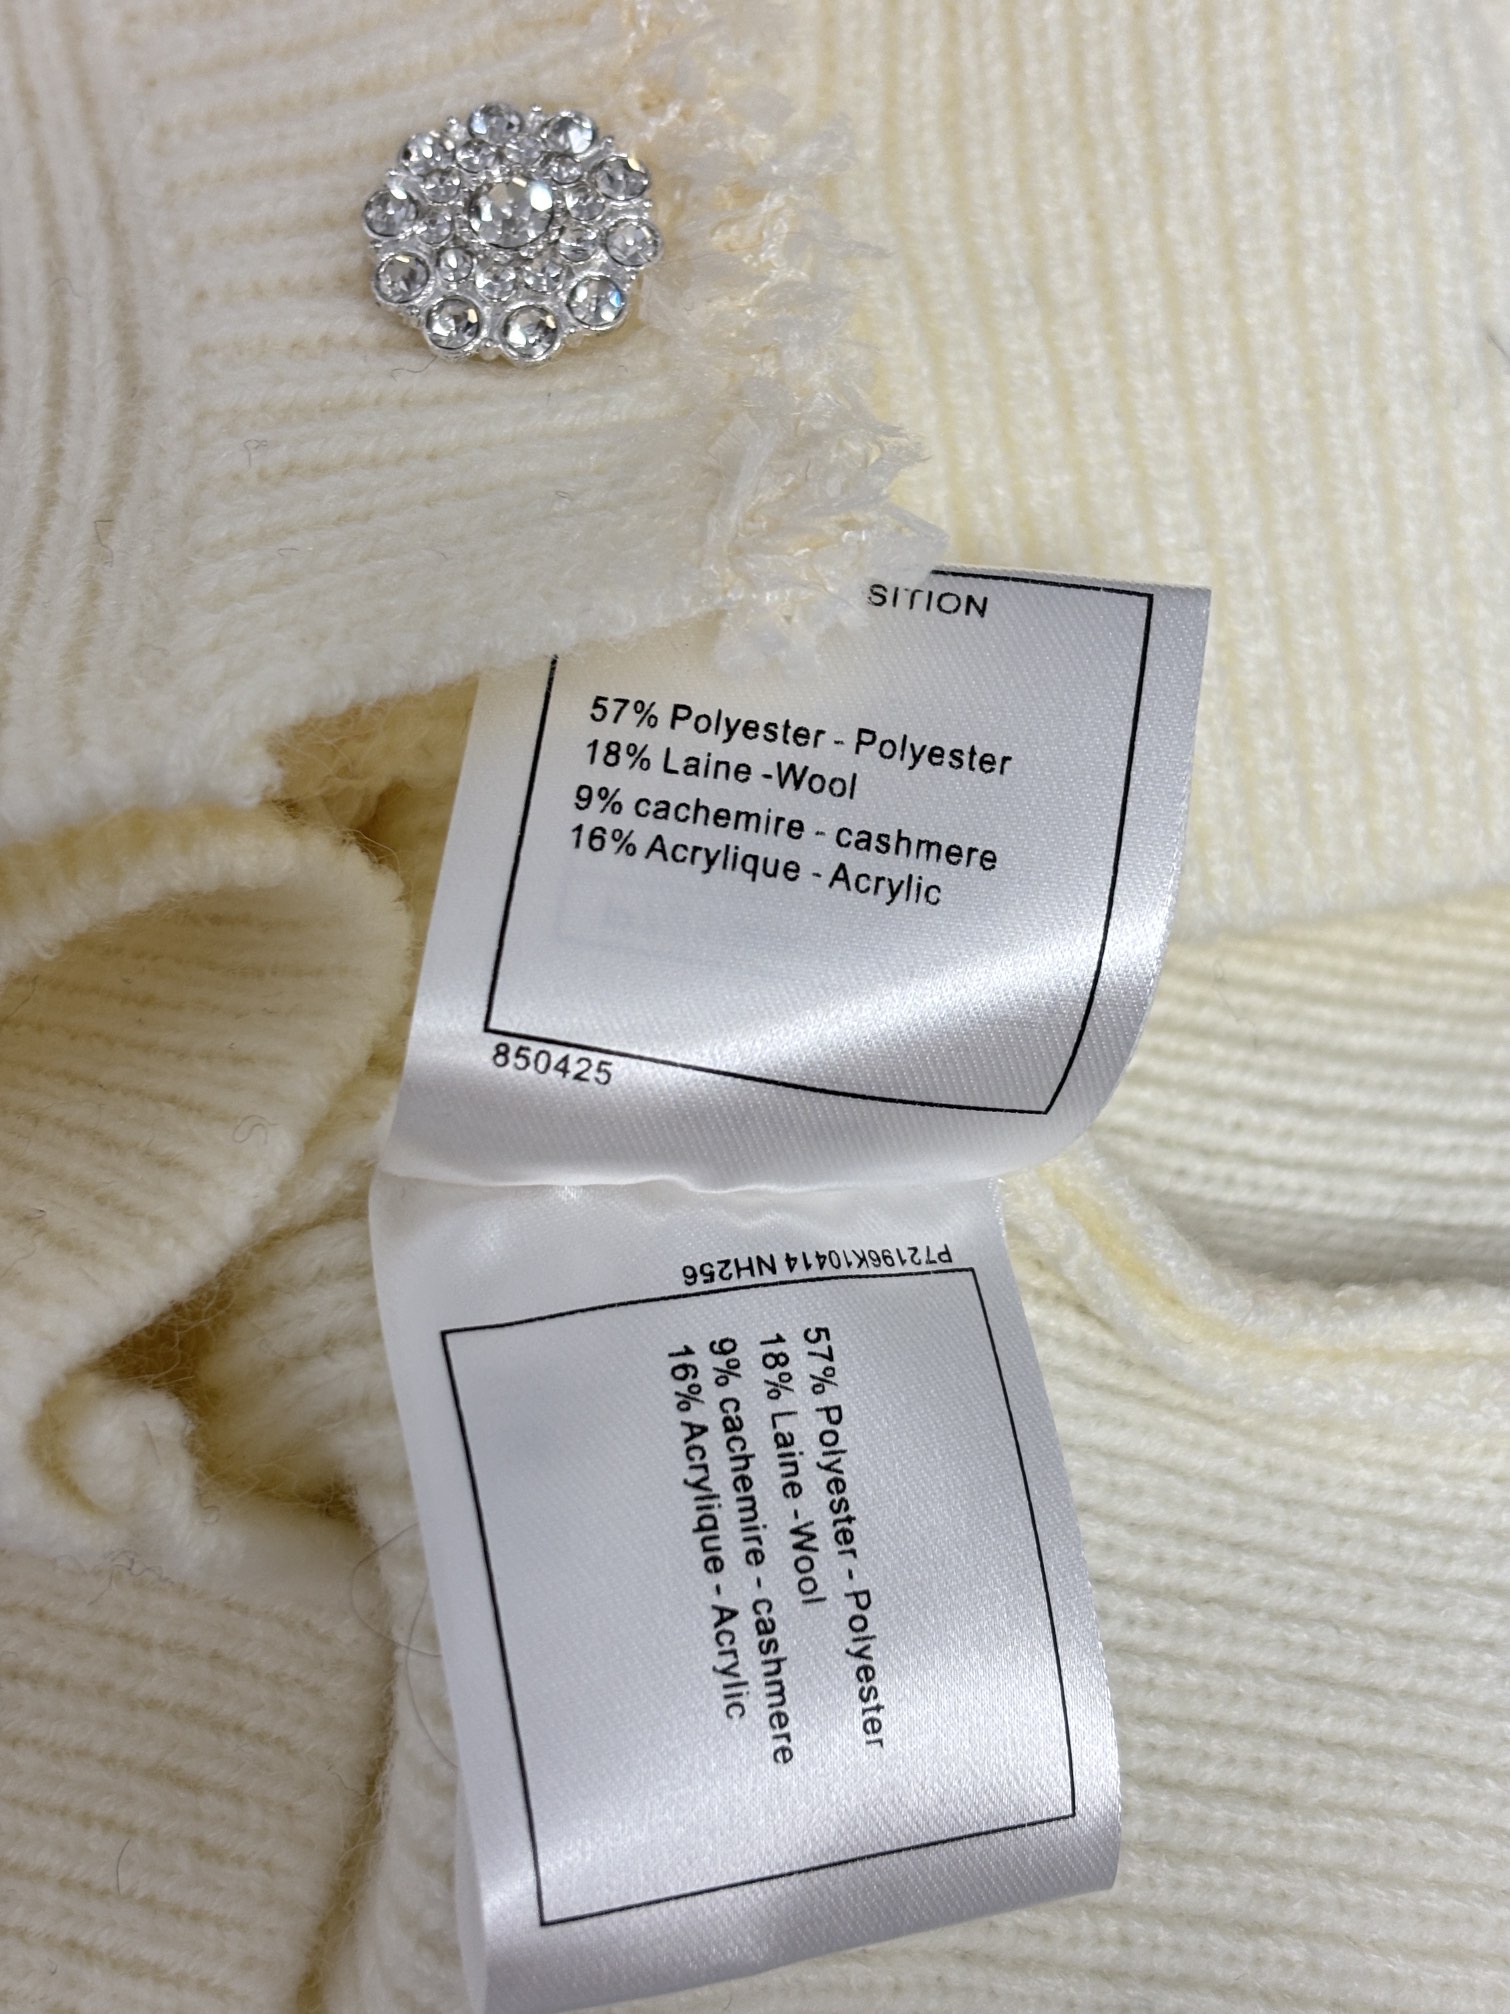 SITION
57% Polyester - Polyester
18% Laine -Wool
9% cachemire - cashmere
16% Acrylique - Acrylic
850425
P72196K10414 NH256
57% Polyester - Polyester
18% Laine -Wool
9% cachemire - cashmere
16% Acrylique - Acrylic